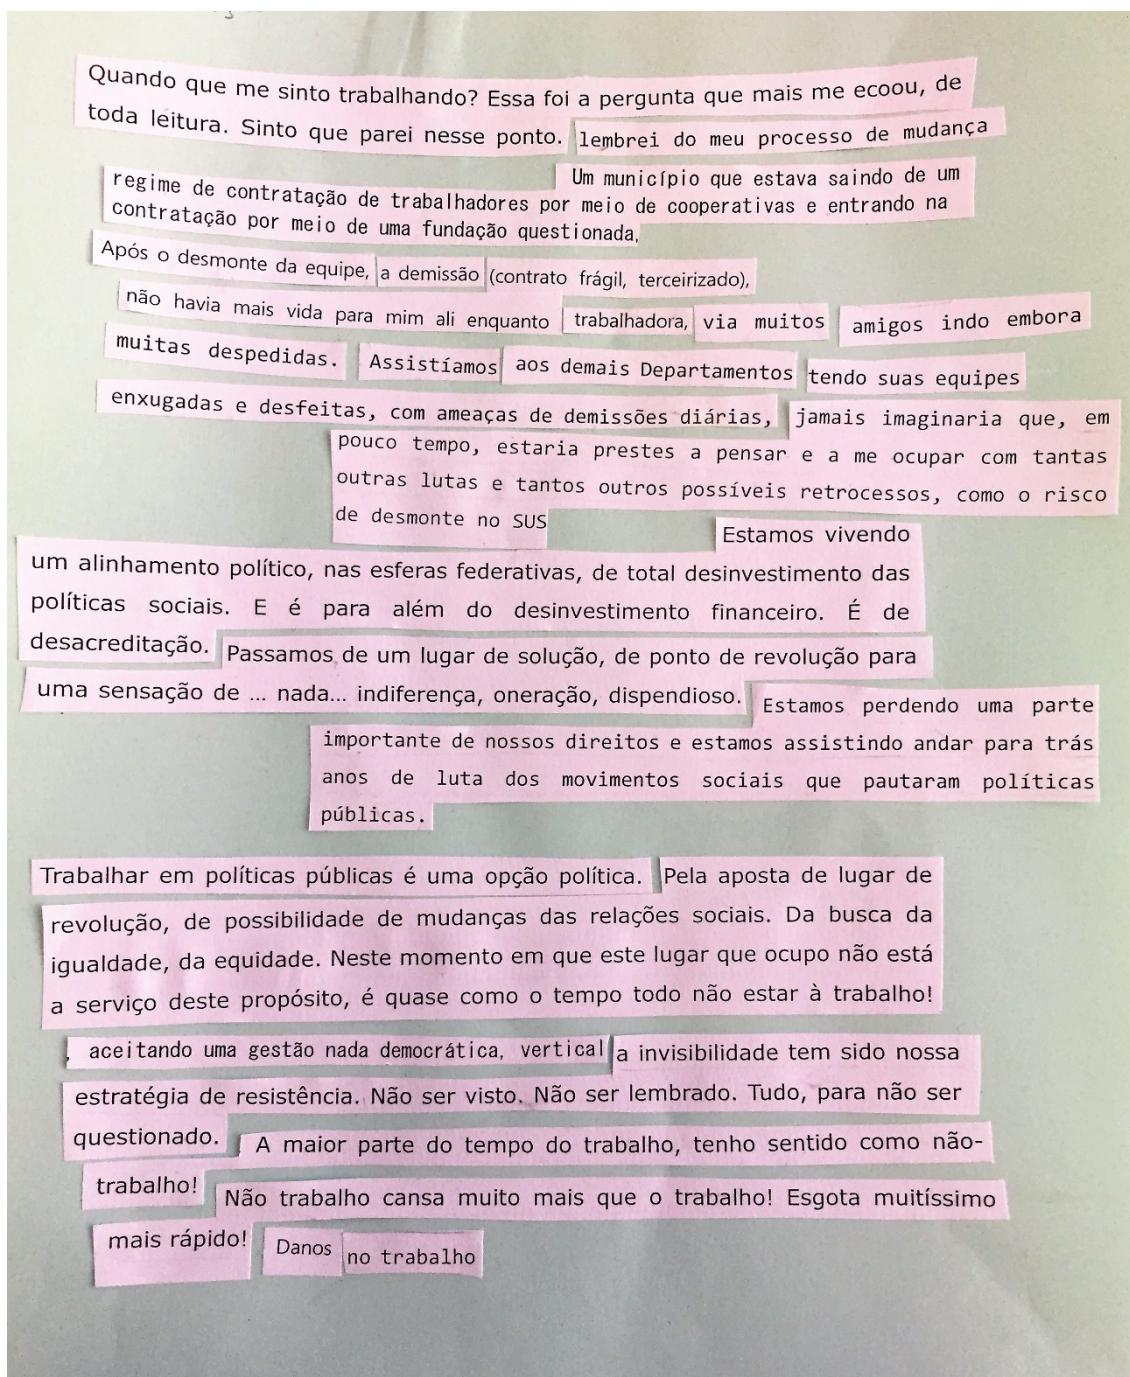 Quando que me sinto trabalhando? Essa foi a pergunta que mais me ecoou, de
toda leitura. Sinto que parei nesse ponto. lembrei do meu processo de mudança
Um município que estava saindo de um
regime de contratação de trabalhadores por meio de cooperativas e entrando na
contratação por meio de uma fundação questionada,
Após o desmonte da equipe, a demissão (contrato frágil, terceirizado),
não havia mais vida para mim ali enquanto trabalhadora, via muitos amigos indo embora
muitas despedidas. Assistíamos aos demais Departamentos tendo suas equipes
enxugadas e desfeitas, com ameaças de demissões diárias, jamais imaginaria que, em
pouco tempo, estaria prestes a pensar e a me ocupar com tantas
outras lutas e tantos outros possíveis retrocessos, como o risco
de desmonte no SUS
Estamos vivendo
um alinhamento político, nas esferas federativas, de total desinvestimento das
políticas sociais. E é para além do desinvestimento financeiro. É de
desacreditação. Passamos de um lugar de solução, de ponto de revolução para
uma sensação de ... nada... indiferença, oneração, dispendioso. Estamos perdendo uma parte
importante de nossos direitos e estamos assistindo andar para trás
anos de luta dos movimentos sociais que pautaram políticas
públicas.
Trabalhar em políticas públicas é uma opção política. Pela aposta de lugar de
revolução, de possibilidade de mudanças das relações sociais. Da busca da
igualdade, da equidade. Neste momento em que este lugar que ocupo não está
a serviço deste propósito, é quase como o tempo todo não estar à trabalho!
, aceitando uma gestão nada democrática, vertical a invisibilidade tem sido nossa
estratégia de resistência. Não ser visto. Não ser lembrado. Tudo, para não ser
questionado. A maior parte do tempo do trabalho, tenho sentido como não-
trabalho! Não trabalho cansa muito mais que o trabalho! Esgota muitíssimo
mais rápido! Danos no trabalho